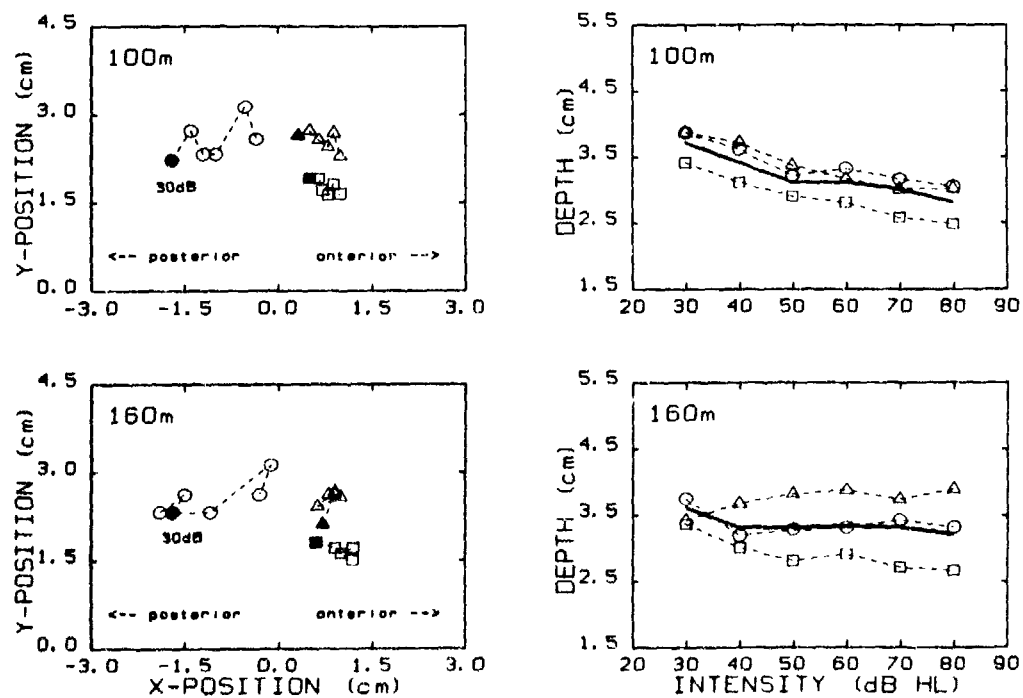 4.5
3.0
1.5
0.0
Y-POSITION (cm)
100m
30dB
<-- posterior
anterior -->
-3.0
-1.5
0.0
1.5
3.0
5.5
4.5
3.5
2.5
1.5
DEPTH (cm)
100m
20 30 40 50 60 70 80 90
4.5
3.0
1.5
0.0
Y-POSITION (cm)
160m
30dB
<-- posterior
anterior -->
-3.0
-1.5
0.0
1.5
3.0
X-POSITION (cm)
5.5
4.5
3.5
2.5
1.5
DEPTH (cm)
160m
20 30 40 50 60 70 80 90
INTENSITY (dB HL)